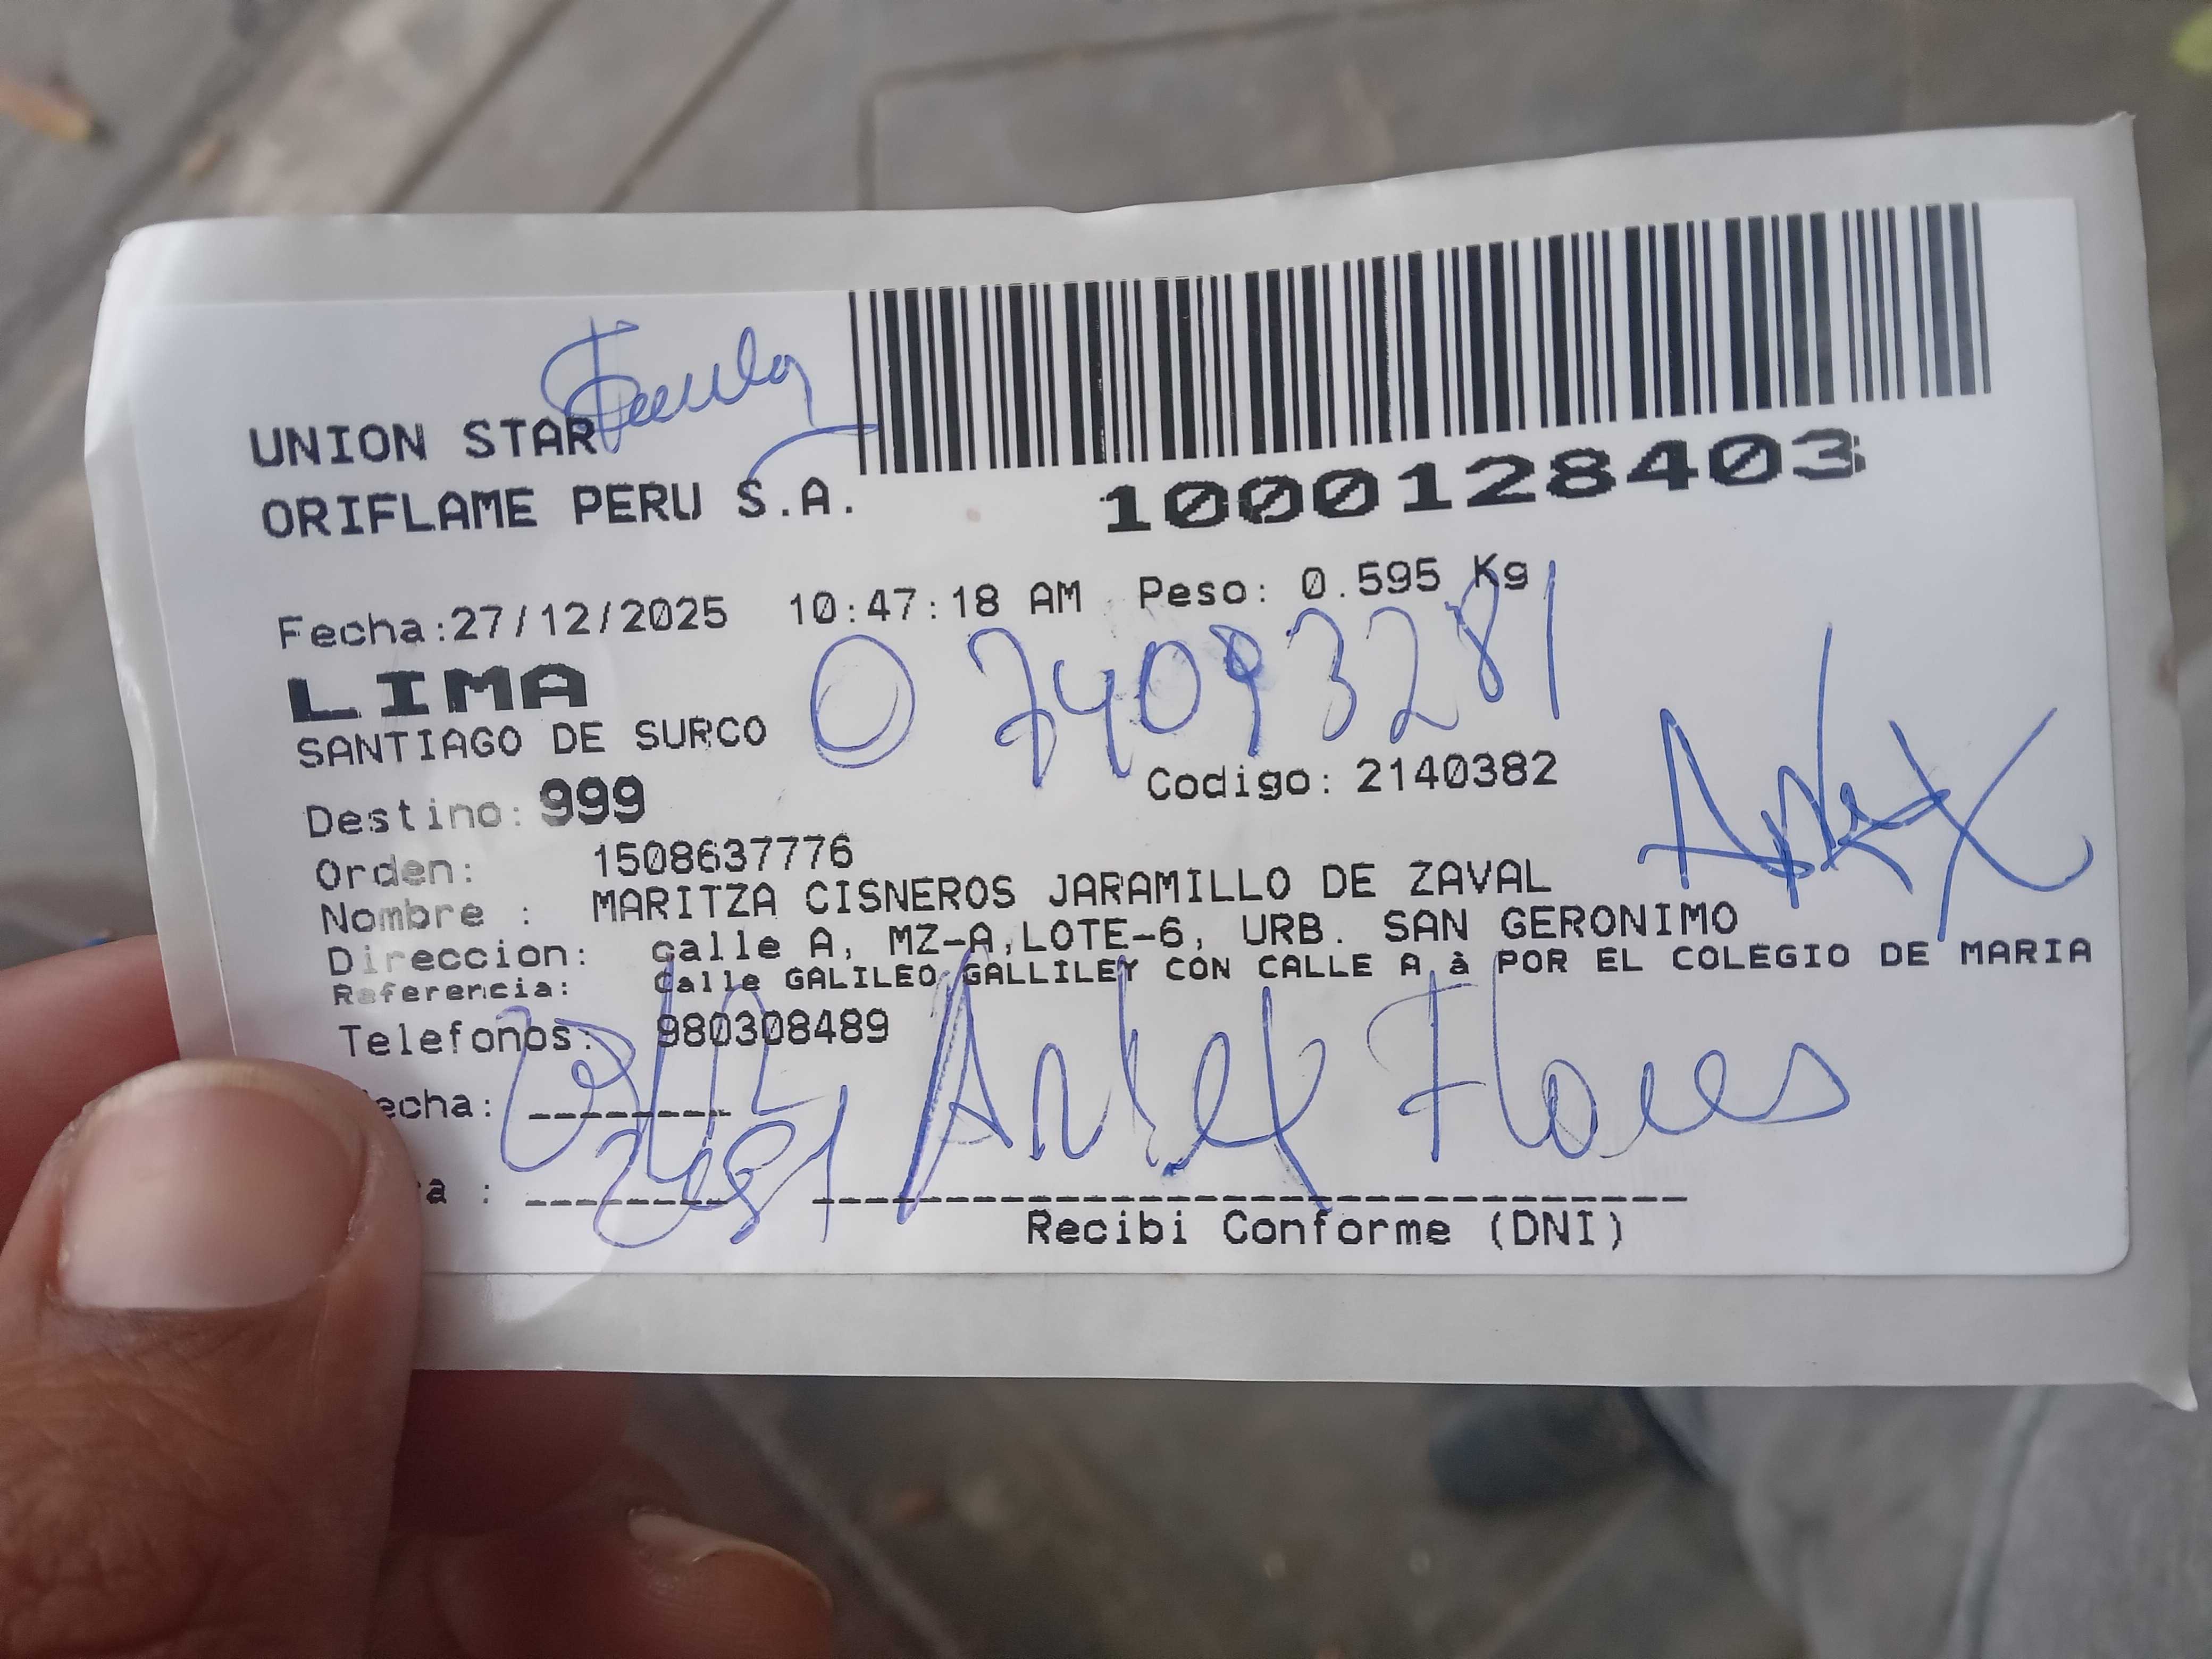 UNION STAR
ORIFLAME PERU S.A.
1000128403
Fecha:27/12/2025 10:47:18 AM Peso: 0.595 Kg
LIMA
O 74093281
SANTIAGO DE SURCO
Destino: 999 Codigo: 2140382
Orden: 1508637776
Nombre : MARITZA CISNEROS JARAMILLO DE ZAVAL
Direccion: calle A, MZ-A,LOTE-6, URB. SAN GERONIMO
Referencia: Calle GALILEO GALLILEY CON CALLE A à POR EL COLEGIO DE MARIA
Telefonos: 980308489
echa:
Flores
a :
Recibi Conforme (DNI)